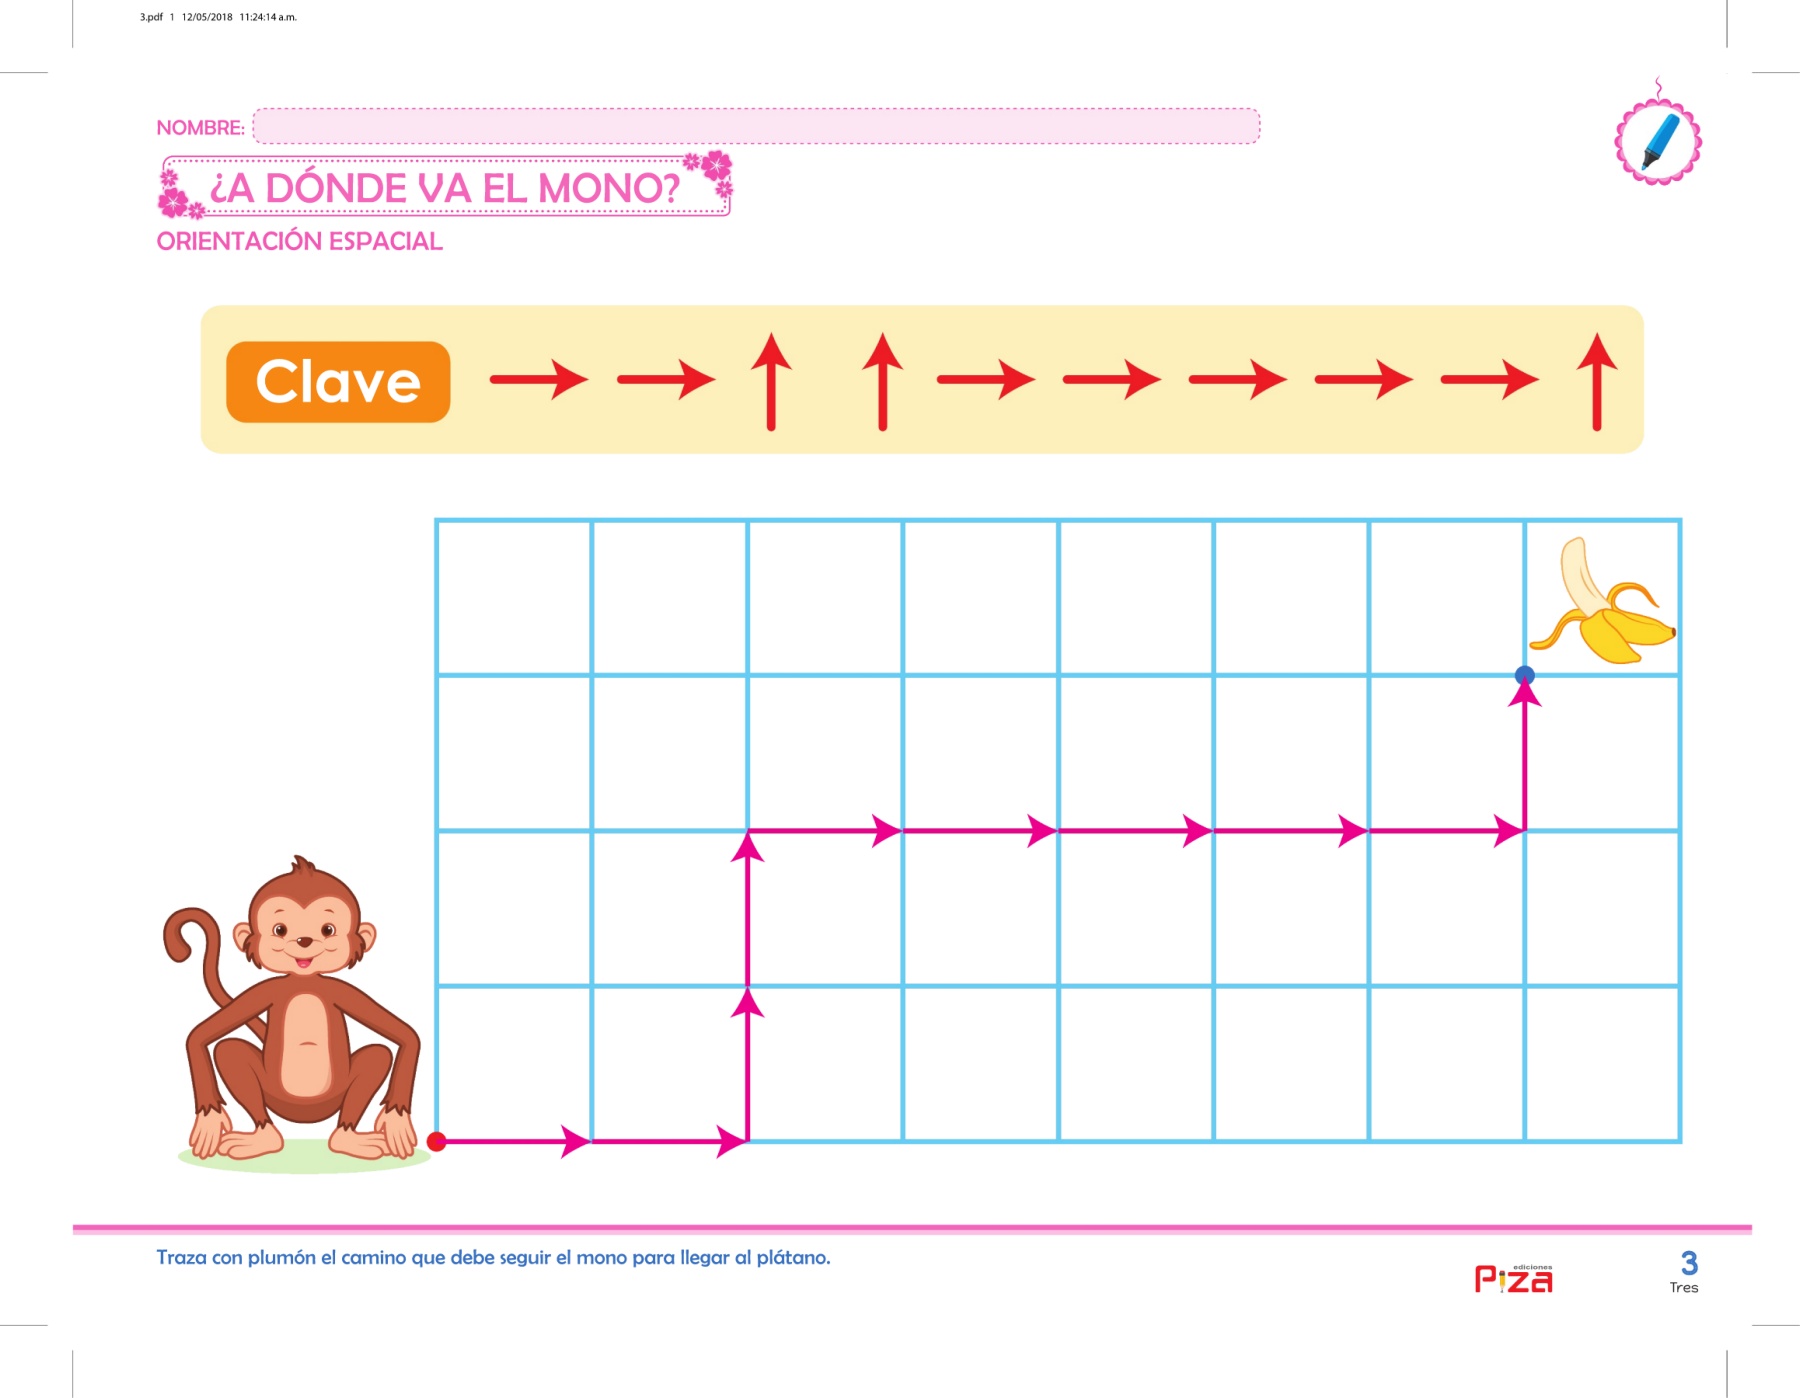 3.pdf 1 12/05/2018 11:24:14 a.m.
NOMBRE:
¿A DÓNDE VA EL MONO?
ORIENTACIÓN ESPACIAL
Clave
Traza con plumón el camino que debe seguir el mono para llegar al plátano.
ediciones
Piza
3
Tres